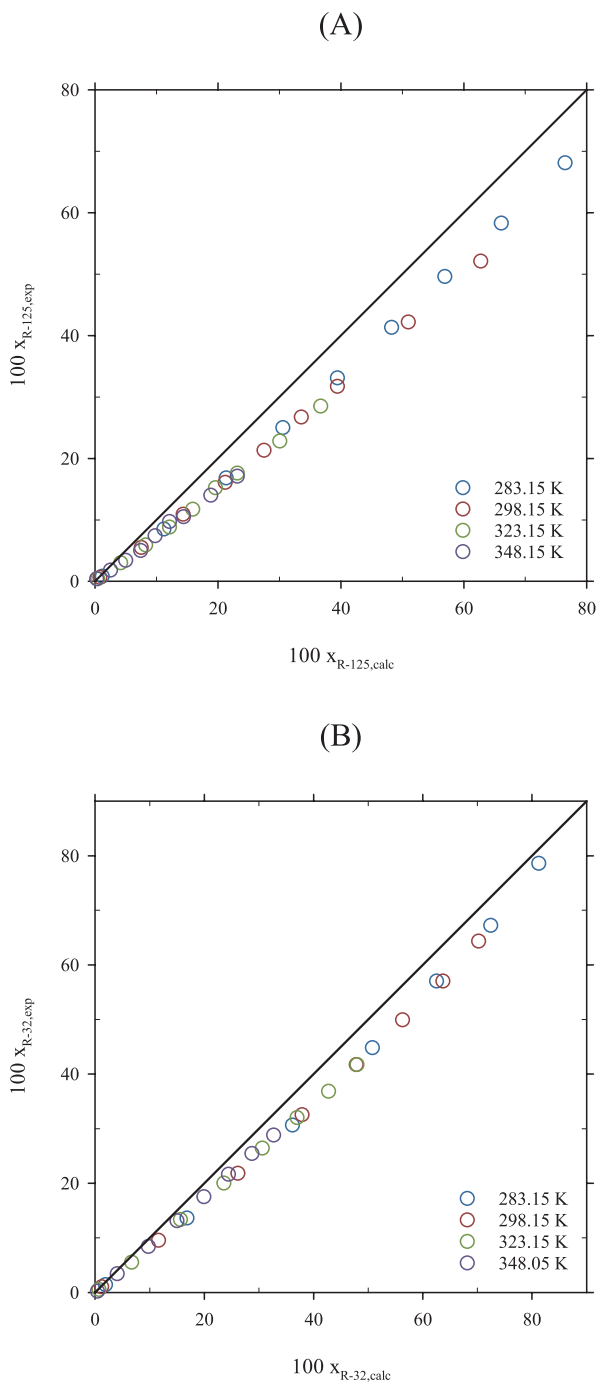 (A)
80
60
40
20
0
100 x_R-125,exp
283.15 K
298.15 K
323.15 K
348.15 K
0 20 40 60 80
100 x_R-125,calc
(B)
80
60
40
20
0
100 x_R-32,exp
283.15 K
298.15 K
323.15 K
348.05 K
0 20 40 60 80
100 x_R-32,calc